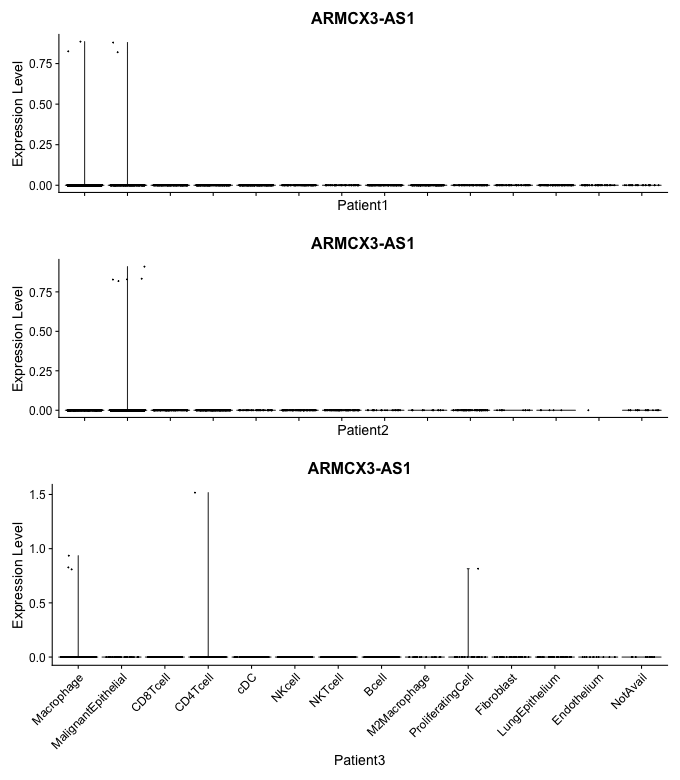 ARMCX3-AS1
Expression Level
0.75
0.50
0.25
0.00
Patient1
ARMCX3-AS1
Expression Level
0.75
0.50
0.25
0.00
Patient2
ARMCX3-AS1
Expression Level
1.5
1.0
0.5
0.0
Macrophage
MalignantEpithelial
CD8Tcell
CD4Tcell
cDC
NKcell
NKTcell
Bcell
M2Macrophage
ProliferatingCell
Fibroblast
LungEpithelium
Endothelium
NotAvail
Patient3